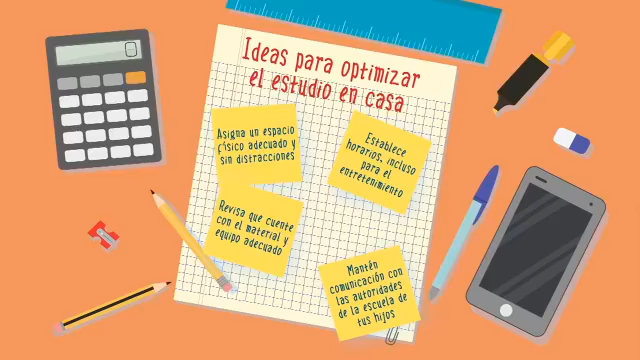 Ideas para optimizar
el estudio en casa
Asigna un espacio
físico adecuado y
sin distracciones
Establece
horarios, incluso
para el
entretenimiento
Revisa que cuente
con el material y
equipo adecuado
Mantén
comunicación con
las autoridades
de la escuela de
tus hijos